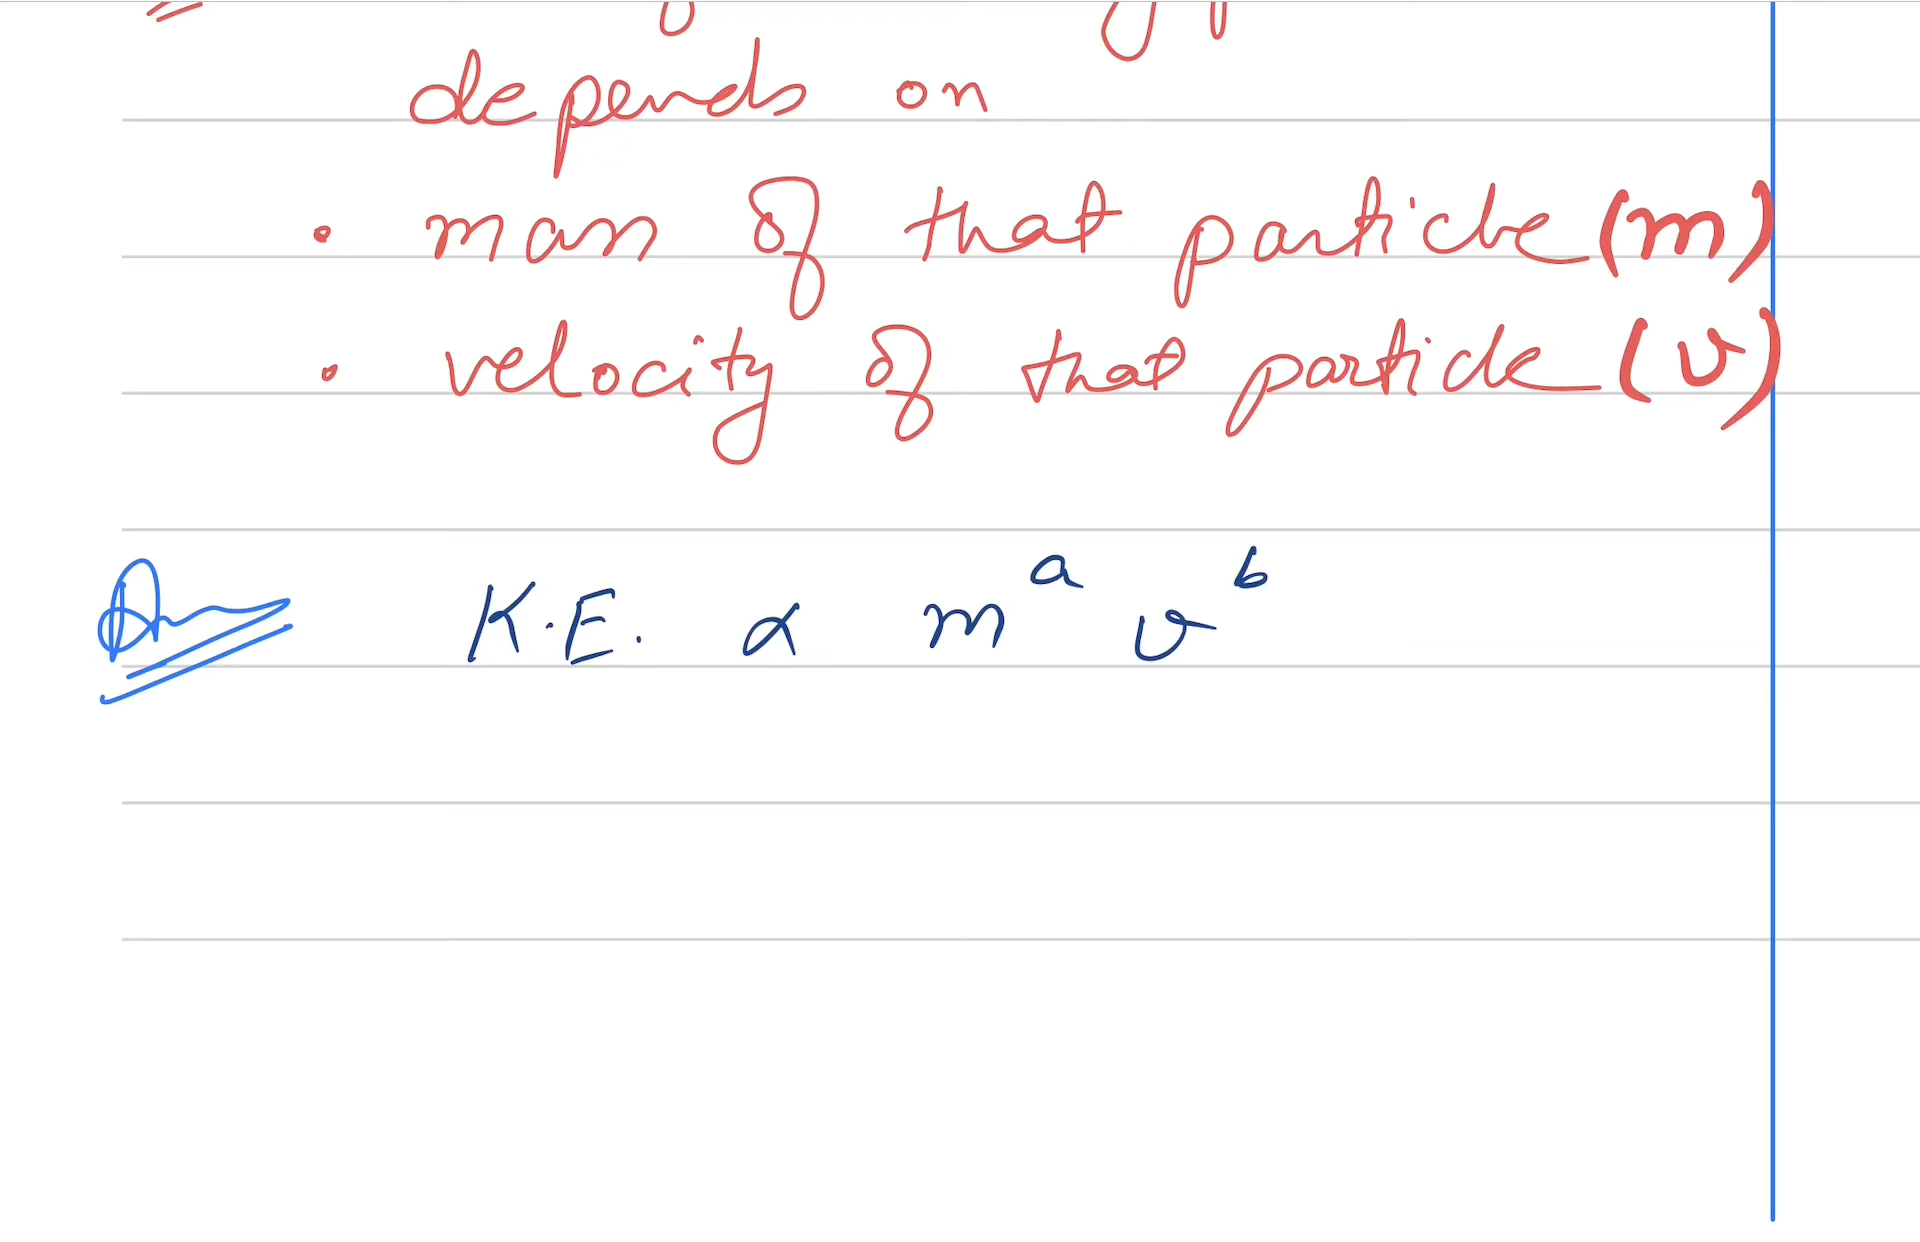 depends on
• mass of that particle (m)
• velocity of that particle (v)
Ans K.E. α m^a v^b